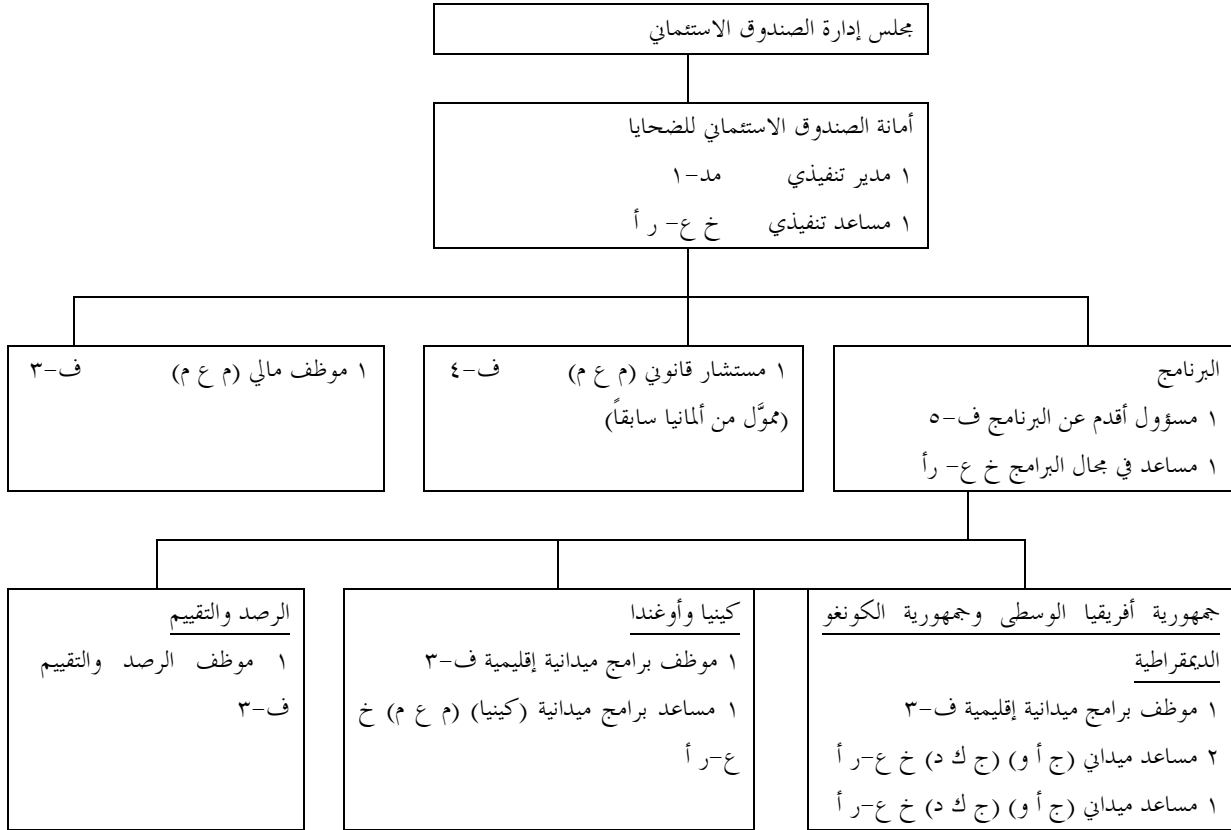 مجلس إدارة الصندوق الاستئماني
أمانة الصندوق الاستئماني للضحايا
١ مدير تنفيذي مد-١
١ مساعد تنفيذي خ ع- ر أ
البرنامج
١ مسؤول أقدم عن البرنامج ف-٥
١ مساعد في مجال البرامج خ ع- رأ
١ مستشار قانوني (م ع م) ف-٤
(مموَّل من ألمانيا سابقاً)
١ موظف مالي (م ع م) ف-٣
جمهورية أفريقيا الوسطى وجمهورية الكونغو
الديمقراطية
١ موظف برامج ميدانية إقليمية ف-٣
٢ مساعد ميداني (ج أ و) (ج ك د) خ ع-ر أ
١ مساعد ميداني (ج أ و) (ج ك د) خ ع-ر أ
كينيا وأوغندا
١ موظف برامج ميدانية إقليمية ف-٣
١ مساعد برامج ميدانية (كينيا) (م ع م) خ
ع-ر أ
الرصد والتقييم
١ موظف الرصد والتقييم
ف-٣